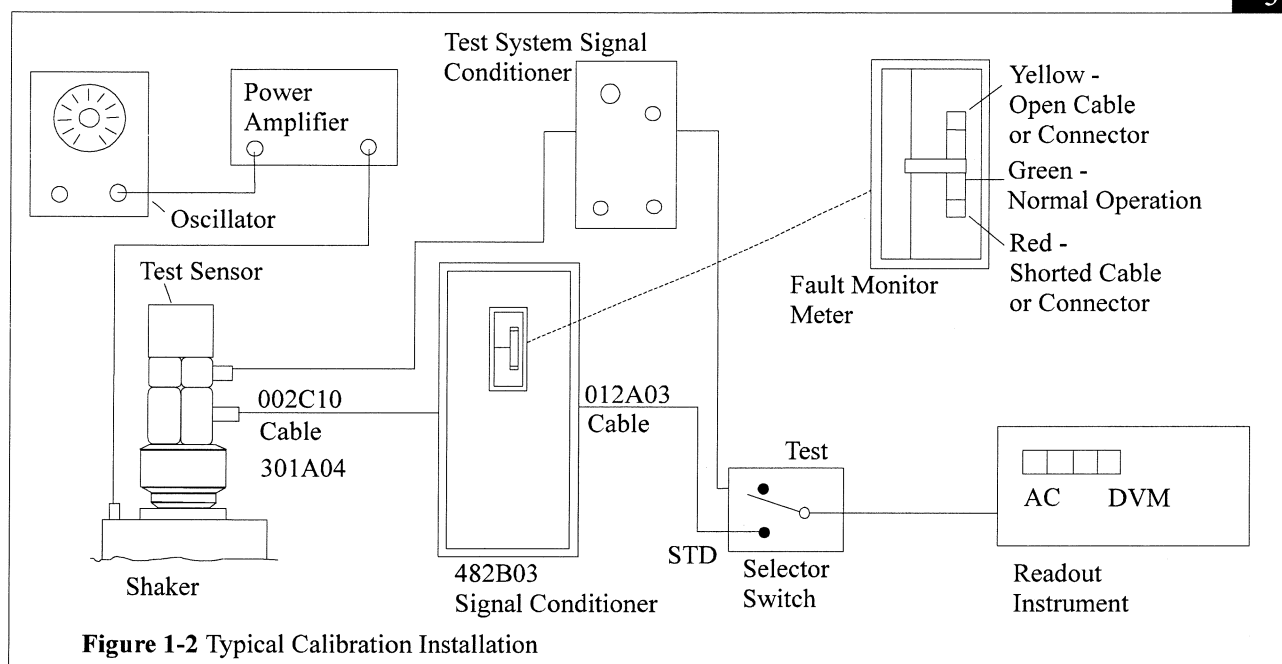 Test System Signal
Conditioner
Power
Amplifier
Oscillator
Yellow -
Open Cable
or Connector
Green -
Normal Operation
Red -
Shorted Cable
or Connector
Fault Monitor
Meter
Test Sensor
002C10
Cable
301A04
012A03
Cable
Test
AC DVM
STD
Selector
Switch
Readout
Instrument
Shaker
482B03
Signal Conditioner
Figure 1-2 Typical Calibration Installation